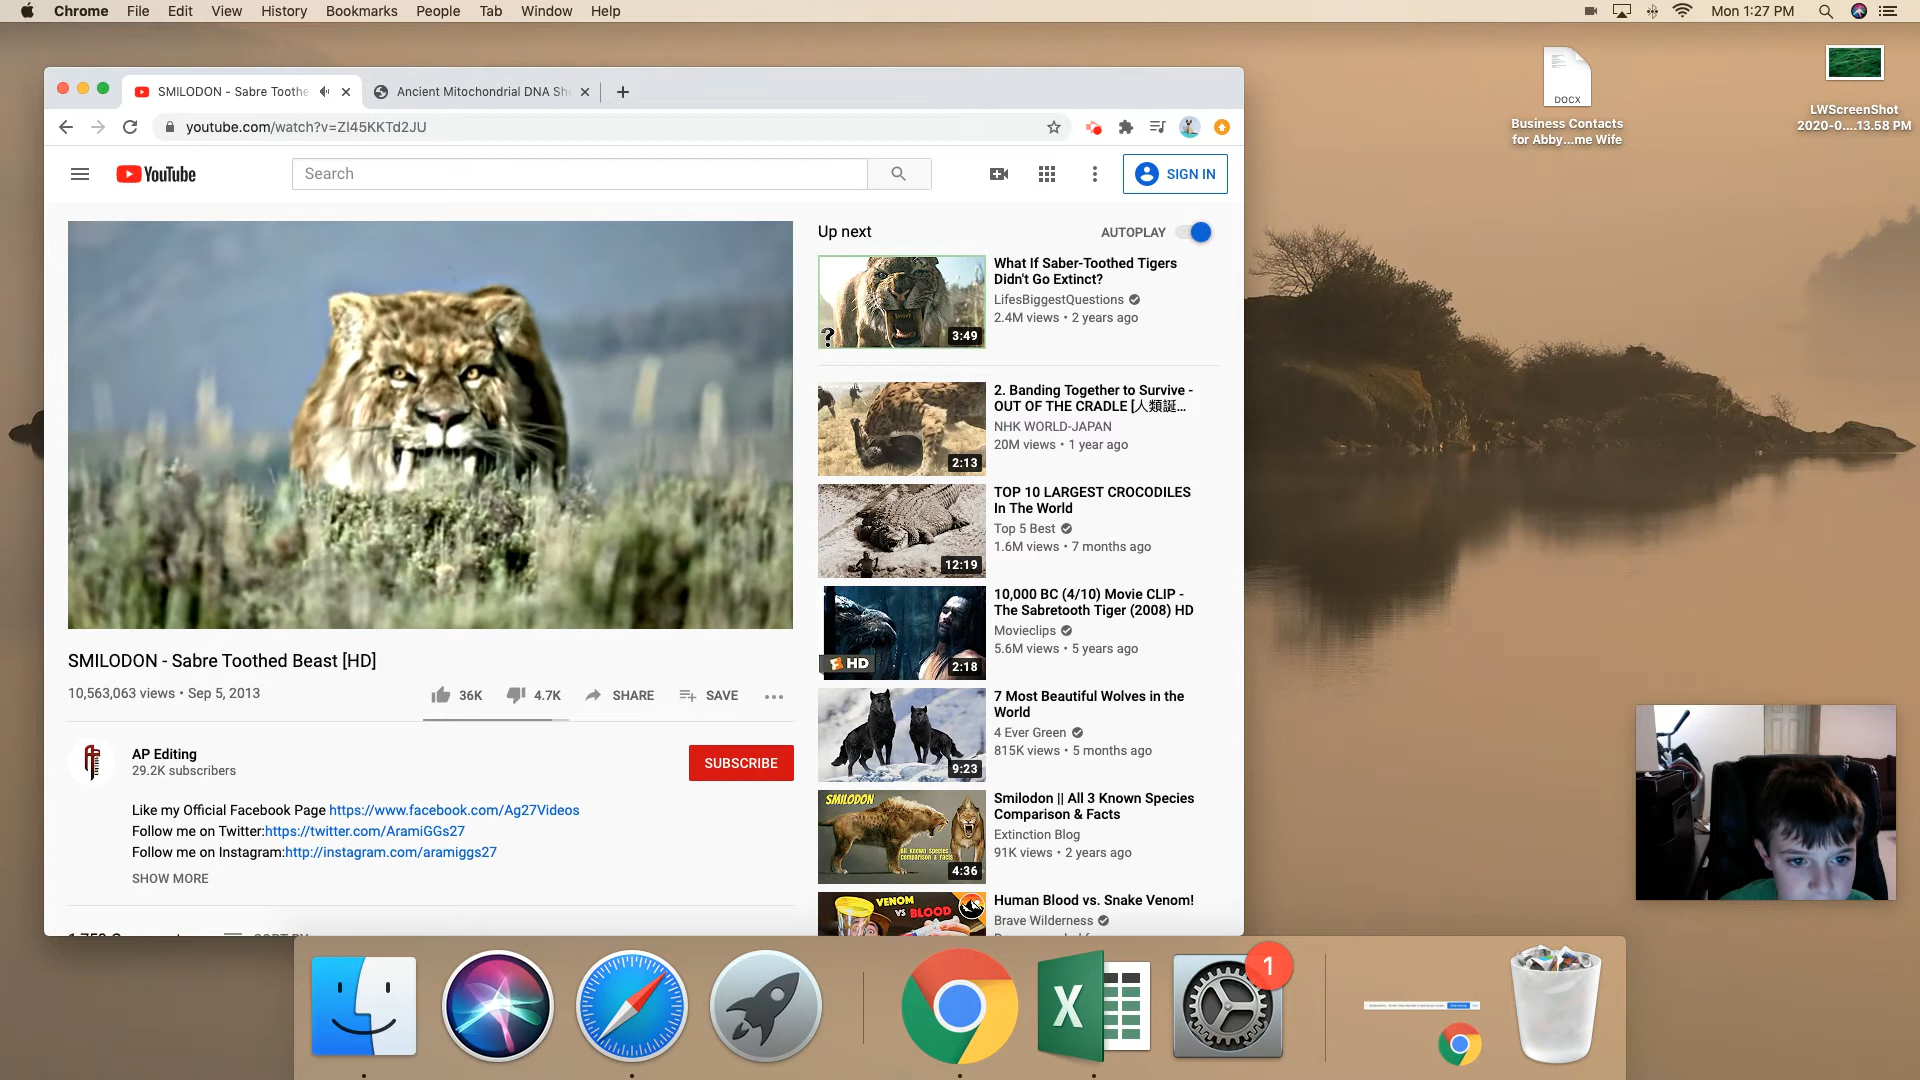 Chrome File Edit View History Bookmarks People Tab Window Help
Mon 1:27 PM
DOCX
Business Contacts
for Abby...me Wife
LWScreenShot
2020-0....13.58 PM
SMILODON - Sabre Toothe
Ancient Mitochondrial DNA Sh
youtube.com/watch?v=Zl45KKTd2JU
YouTube
Search
SIGN IN
SMILODON - Sabre Toothed Beast [HD]
10,563,063 views • Sep 5, 2013
36K
4.7K
SHARE
SAVE
AP Editing
29.2K subscribers
SUBSCRIBE
Like my Official Facebook Page https://www.facebook.com/Ag27Videos
Follow me on Twitter:https://twitter.com/AramiGGs27
Follow me on Instagram:http://instagram.com/aramiggs27
SHOW MORE
Up next
AUTOPLAY
?
3:49
What If Saber-Toothed Tigers
Didn't Go Extinct?
LifesBiggestQuestions
2.4M views • 2 years ago
2:13
2. Banding Together to Survive -
OUT OF THE CRADLE [人類誕...
NHK WORLD-JAPAN
20M views • 1 year ago
12:19
TOP 10 LARGEST CROCODILES
In The World
Top 5 Best
1.6M views • 7 months ago
HD
2:18
10,000 BC (4/10) Movie CLIP -
The Sabretooth Tiger (2008) HD
Movieclips
5.6M views • 5 years ago
9:23
7 Most Beautiful Wolves in the
World
4 Ever Green
815K views • 5 months ago
SMILODON
All Known Species
Comparison & Facts
4:36
Smilodon || All 3 Known Species
Comparison & Facts
Extinction Blog
91K views • 2 years ago
VENOM
VS BLOOD
Human Blood vs. Snake Venom!
Brave Wilderness
X
1